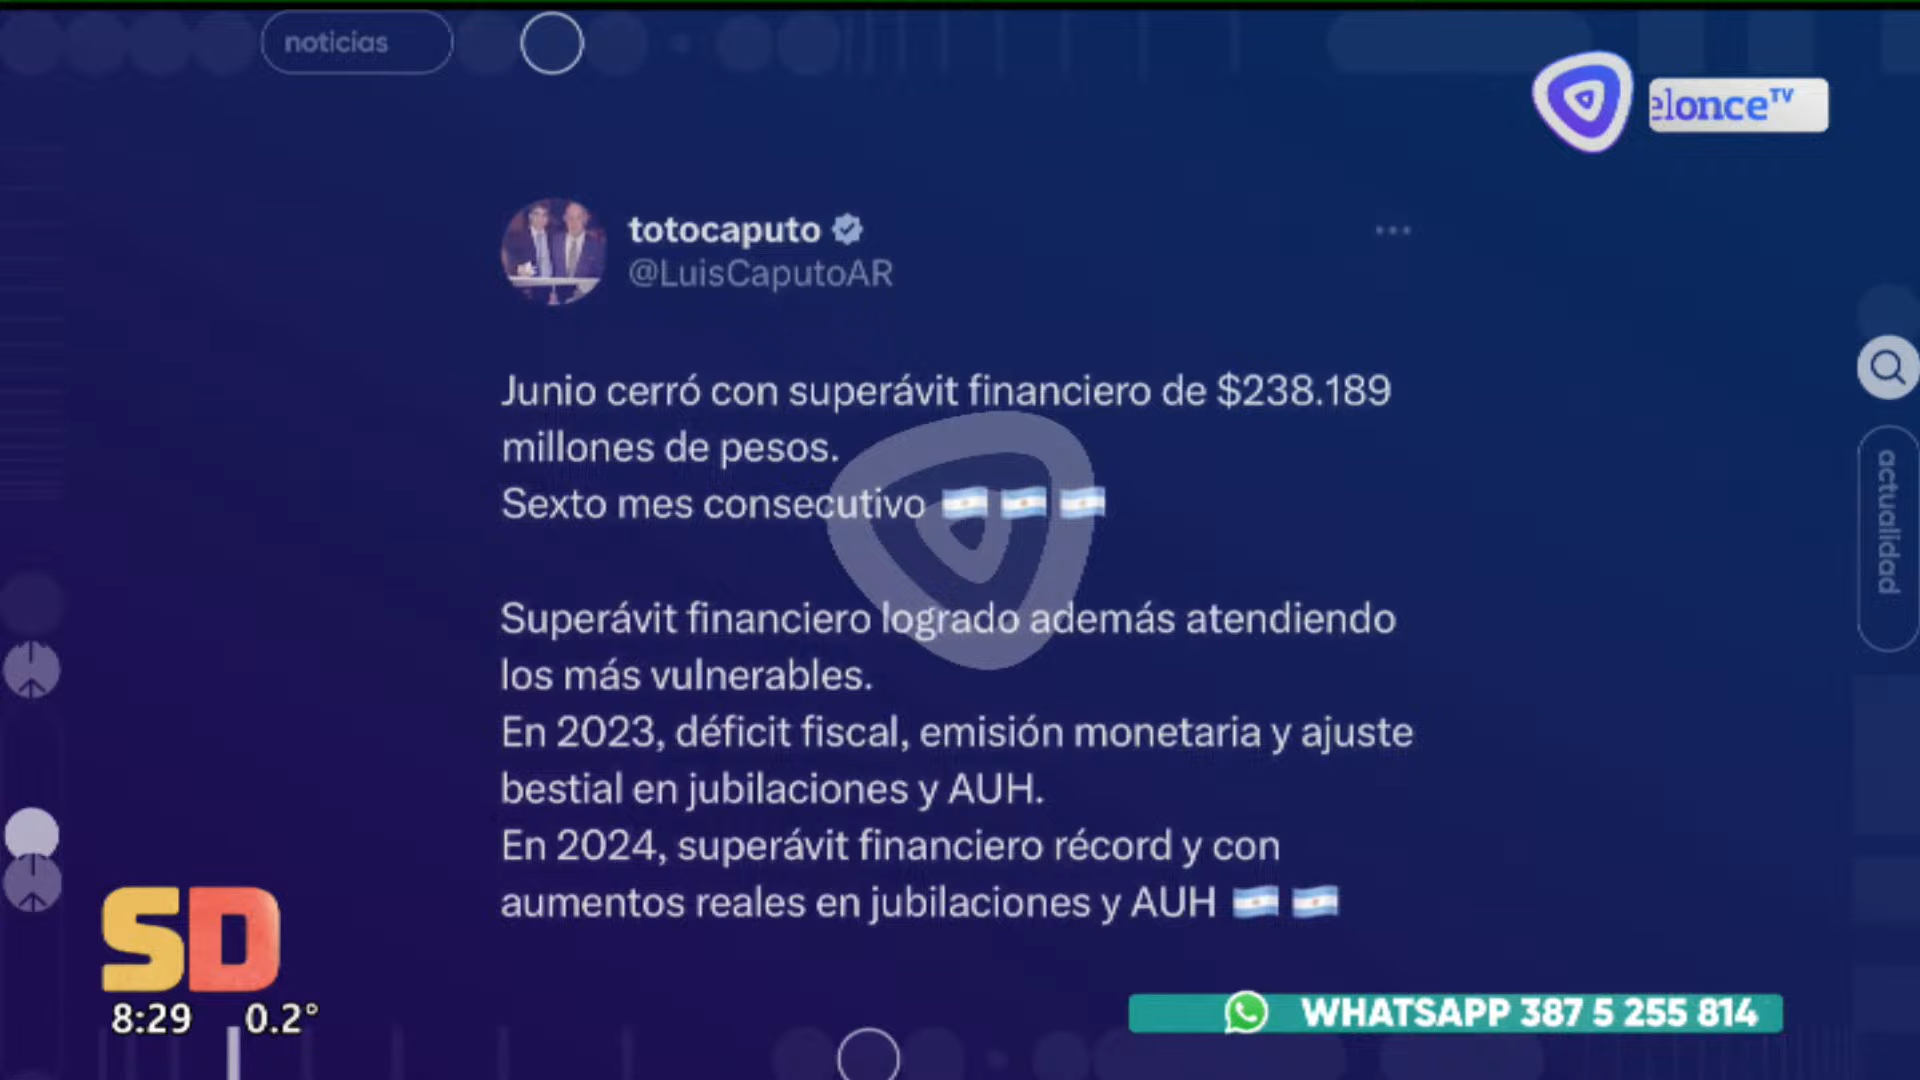 noticias
elonceTV
totocaputo
@LuisCaputoAR
Junio cerró con superávit financiero de $238.189
millones de pesos.
Sexto mes consecutivo
Superávit financiero logrado además atendiendo
los más vulnerables.
En 2023, déficit fiscal, emisión monetaria y ajuste
bestial en jubilaciones y AUH.
En 2024, superávit financiero récord y con
aumentos reales en jubilaciones y AUH
actualidad
SD
8:29 0.2°
WHATSAPP 387 5 255 814